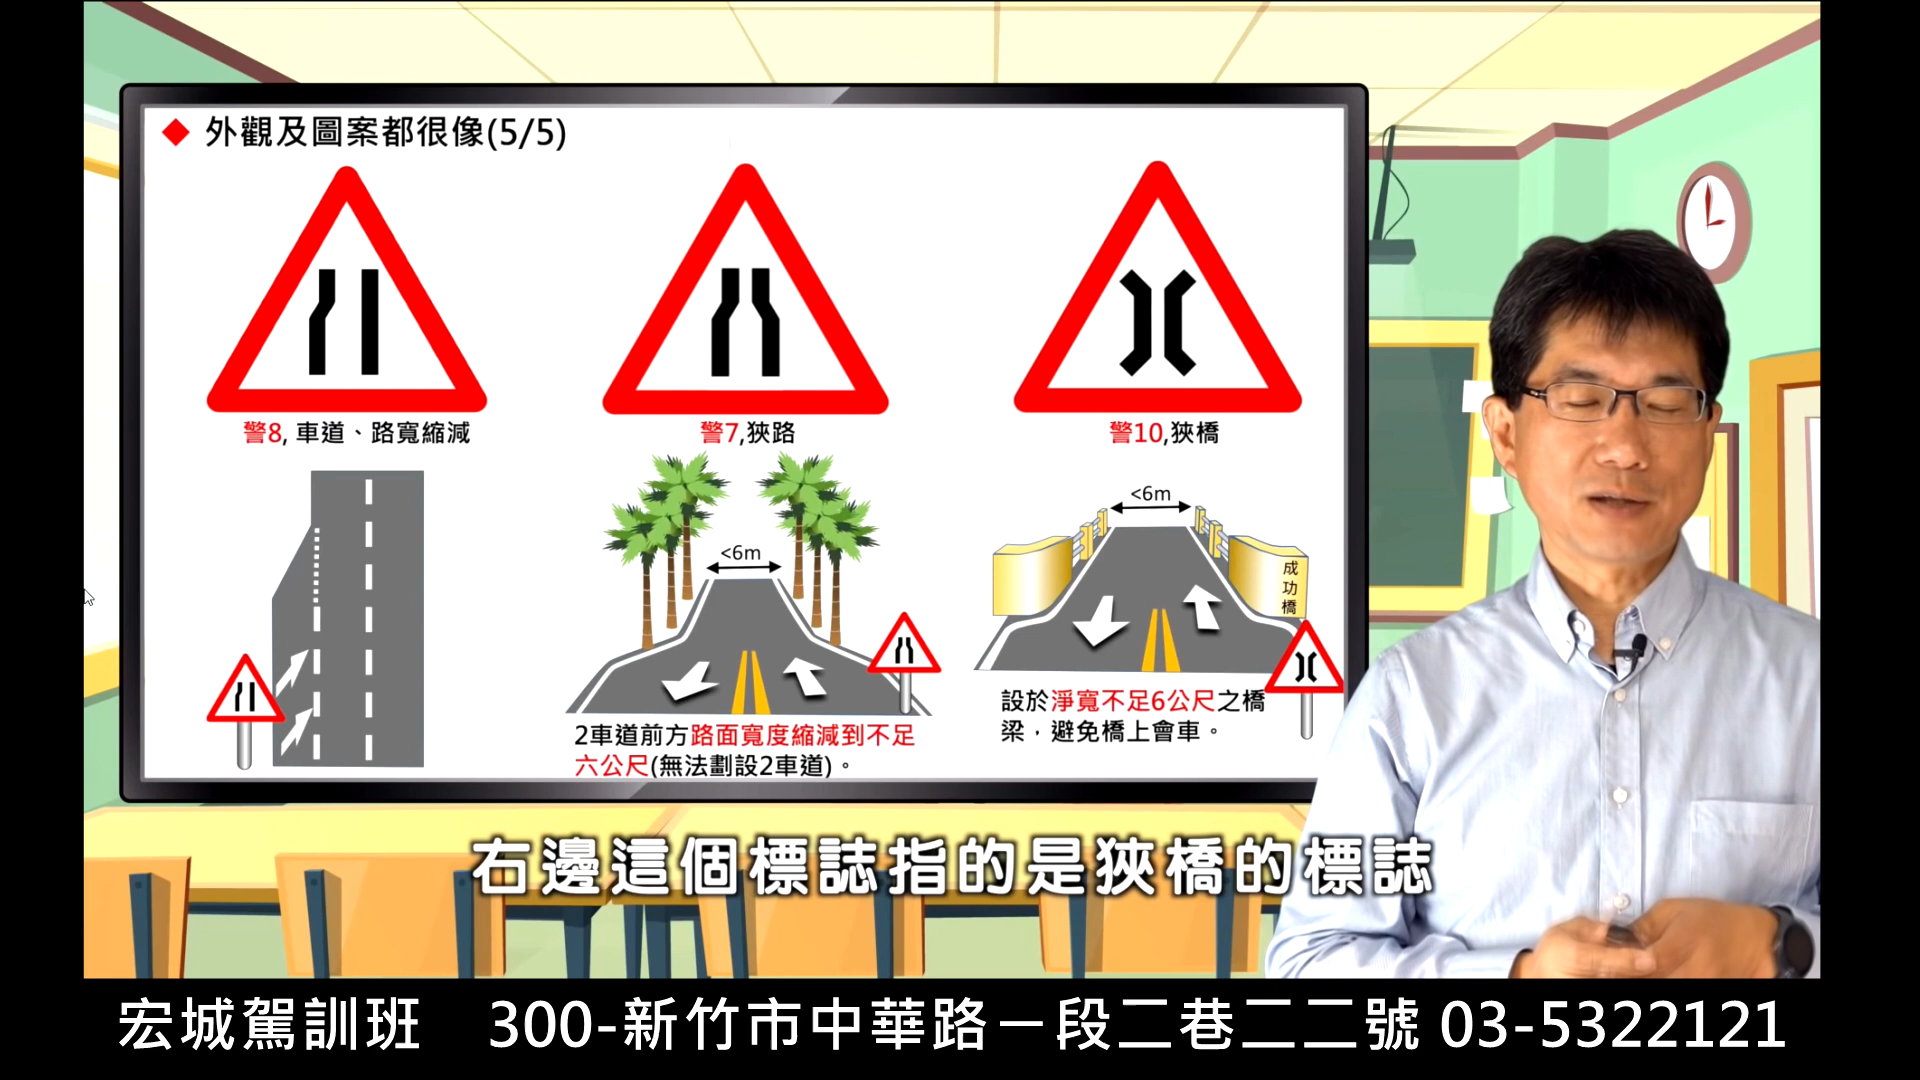 外觀及圖案都很像(5/5)
警8, 車道、路寬縮減
警7,狹路
警10,狹橋
<6m
<6m
成功橋
2車道前方路面寬度縮減到不足
六公尺(無法劃設2車道)。
設於淨寬不足6公尺之橋
梁，避免橋上會車。
右邊這個標誌指的是狹橋的標誌
宏城駕訓班 300-新竹市中華路一段二巷二二號 03-5322121